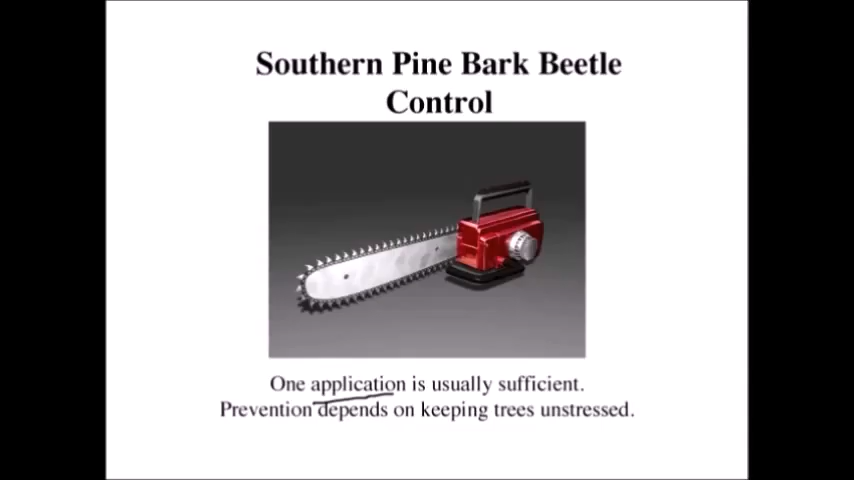 Southern Pine Bark Beetle
Control
One application is usually sufficient.
Prevention depends on keeping trees unstressed.